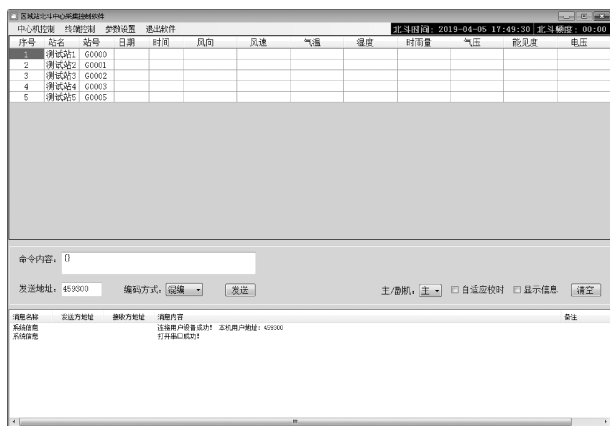 区域站北斗中心采集控制软件
中心机控制 终端控制 参数设置 退出软件 北斗时间: 2019-04-05 17:49:30 北斗频度: 00:00
序号 站名 站号 日期 时间 风向 风速 气温 湿度 时雨量 气压 能见度 电压
1 测试站1 G0000
2 测试站2 G0001
3 测试站3 G0002
4 测试站4 G0003
5 测试站5 G0005
命令内容: {}
发送地址: 459300 编码方式: 混编 发送 主/副机: 主 自适应校时 显示信息 清空
消息名称 发送方地址 接收方地址 消息内容 备注
系统信息 连接用户设备成功! 本机用户地址: 459300
系统信息 打开串口成功!